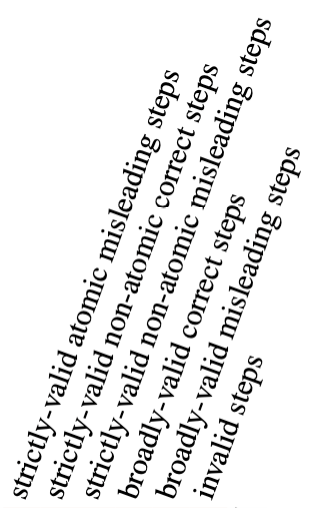 strictly-valid atomic misleading steps
strictly-valid non-atomic correct steps
strictly-valid non-atomic misleading steps
broadly-valid correct steps
broadly-valid misleading steps
invalid steps